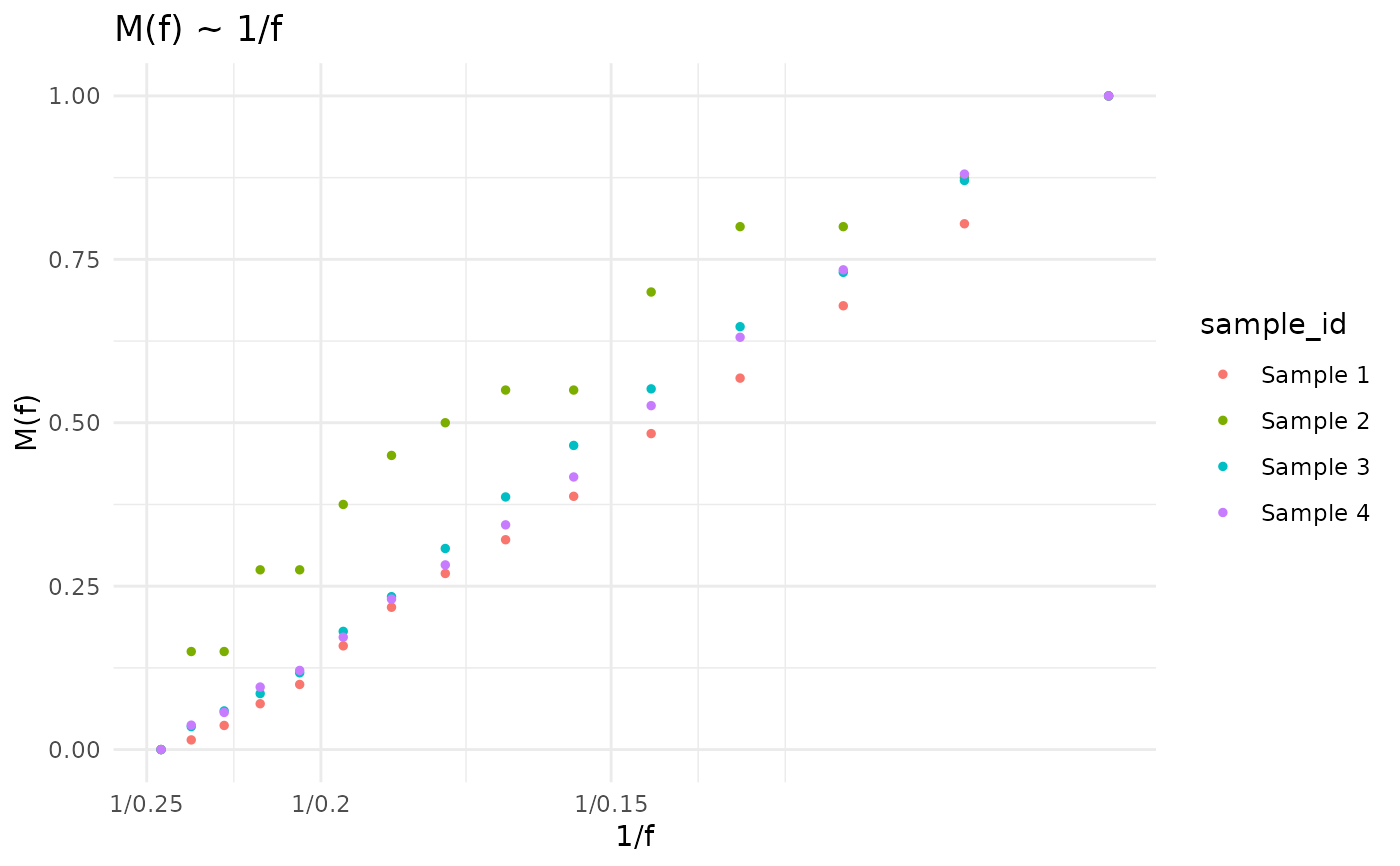 M(f) ~ 1/f
1.00
0.75
0.50
0.25
0.00
M(f)
1/0.25
1/0.2
1/0.15
1/f
sample_id
Sample 1
Sample 2
Sample 3
Sample 4